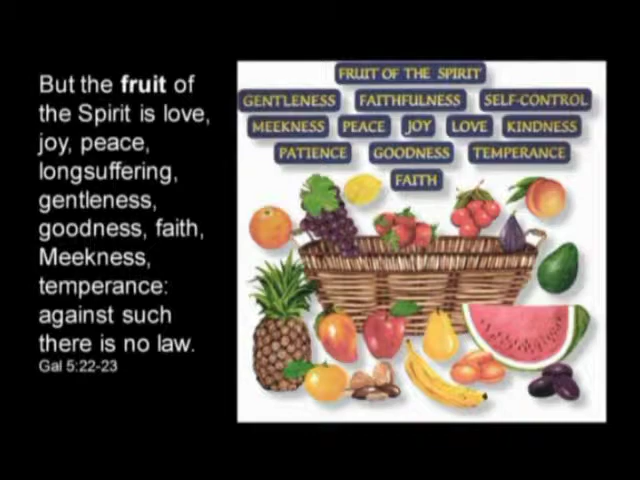 But the fruit of
the Spirit is love,
joy, peace,
longsuffering,
gentleness,
goodness, faith,
Meekness,
temperance:
against such
there is no law.
Gal 5:22-23
FRUIT OF THE SPIRIT
GENTLENESS FAITHFULNESS SELF-CONTROL
MEEKNESS PEACE JOY LOVE KINDNESS
PATIENCE GOODNESS TEMPERANCE
FAITH